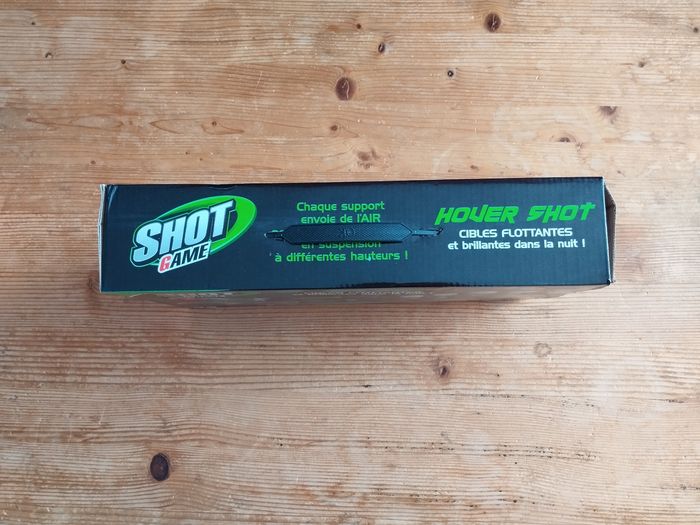 SHOT
GAME
Chaque support
envoie de l'AIR
en suspension
à différentes hauteurs !
HOVER SHOT
CIBLES FLOTTANTES
et brillantes dans la nuit !